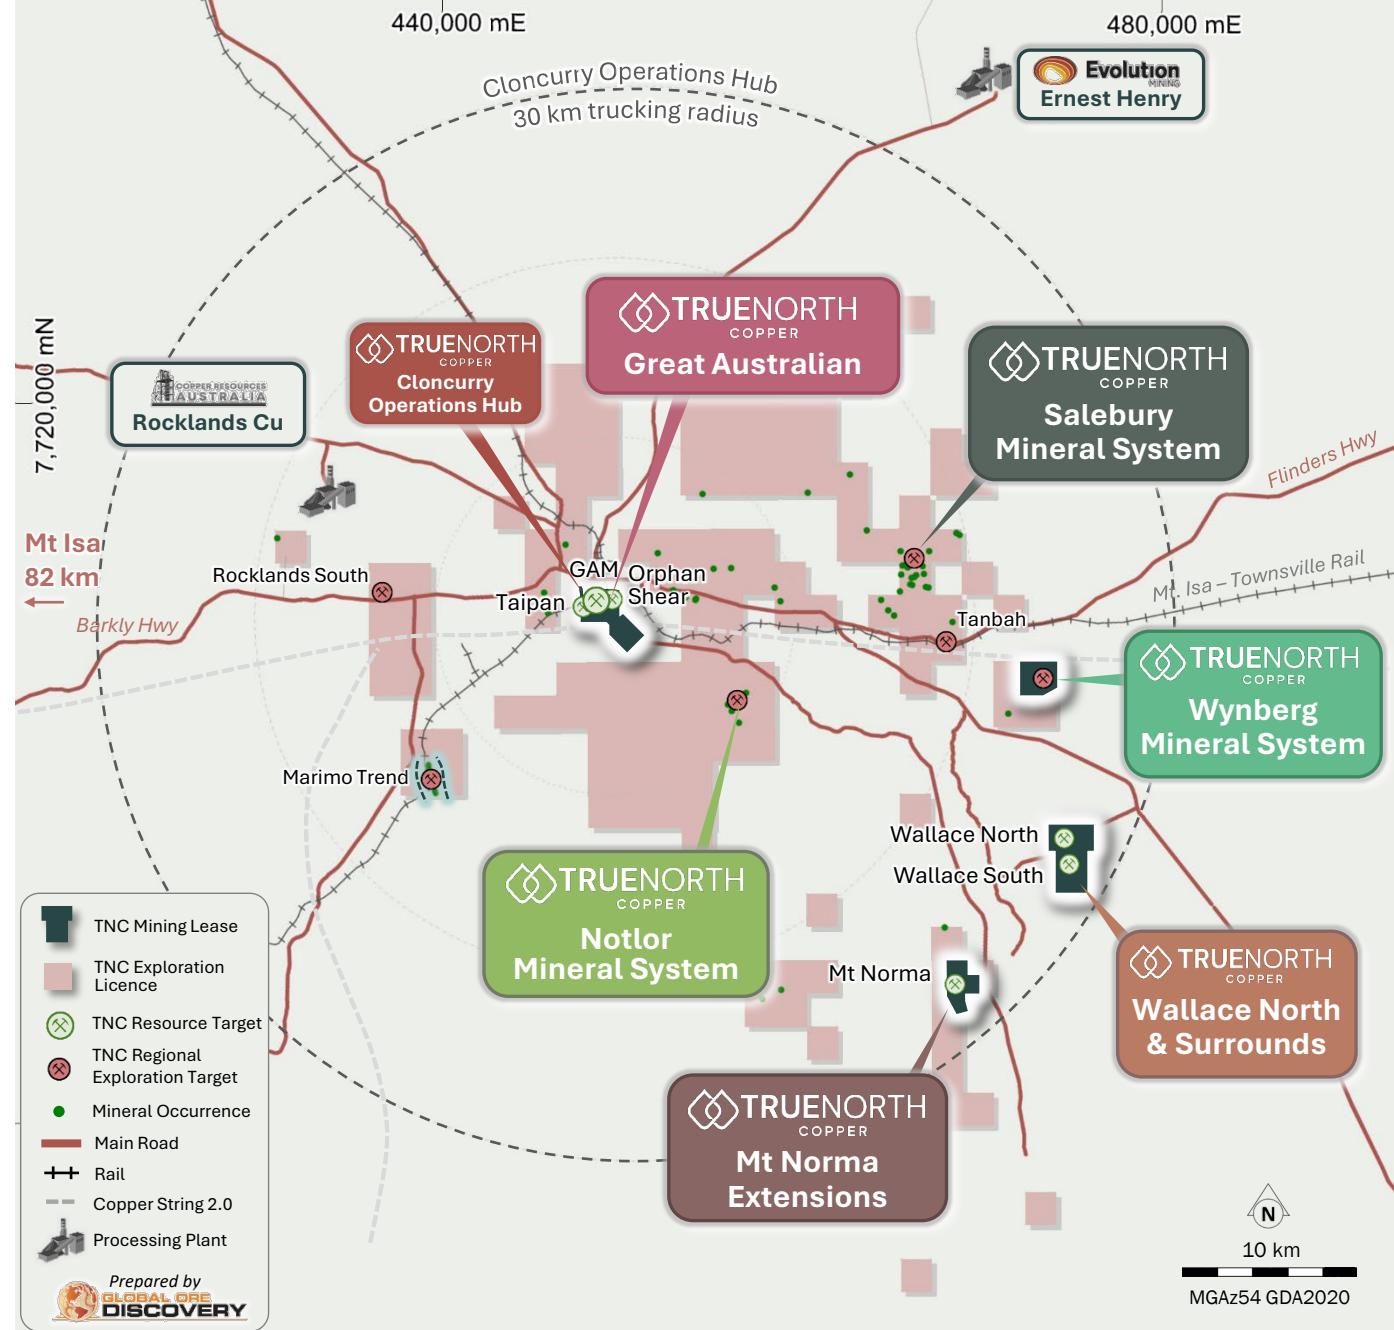 440,000 mE
480,000 mE
7,720,000 mN
Cloncurry Operations Hub
30 km trucking radius
Evolution
MINING
Ernest Henry
TRUENORTH
COPPER
Great Australian
TRUENORTH
COPPER
Cloncurry
Operations Hub
COPPER RESOURCES
AUSTRALIA
Rocklands Cu
TRUENORTH
COPPER
Salebury
Mineral System
Flinders Hwy
Mt. Isa – Townsville Rail
Mt Isa
82 km
Barkly Hwy
Rocklands South
GAM
Orphan
Shear
Taipan
Tanbah
TRUENORTH
COPPER
Wynberg
Mineral System
Marimo Trend
Wallace North
Wallace South
TRUENORTH
COPPER
Notlor
Mineral System
Mt Norma
TRUENORTH
COPPER
Wallace North
& Surrounds
TRUENORTH
COPPER
Mt Norma
Extensions
TNC Mining Lease
TNC Exploration
Licence
TNC Resource Target
TNC Regional
Exploration Target
Mineral Occurrence
Main Road
Rail
Copper String 2.0
Processing Plant
Prepared by
GLOBAL ORE
DISCOVERY
N
10 km
MGAz54 GDA2020